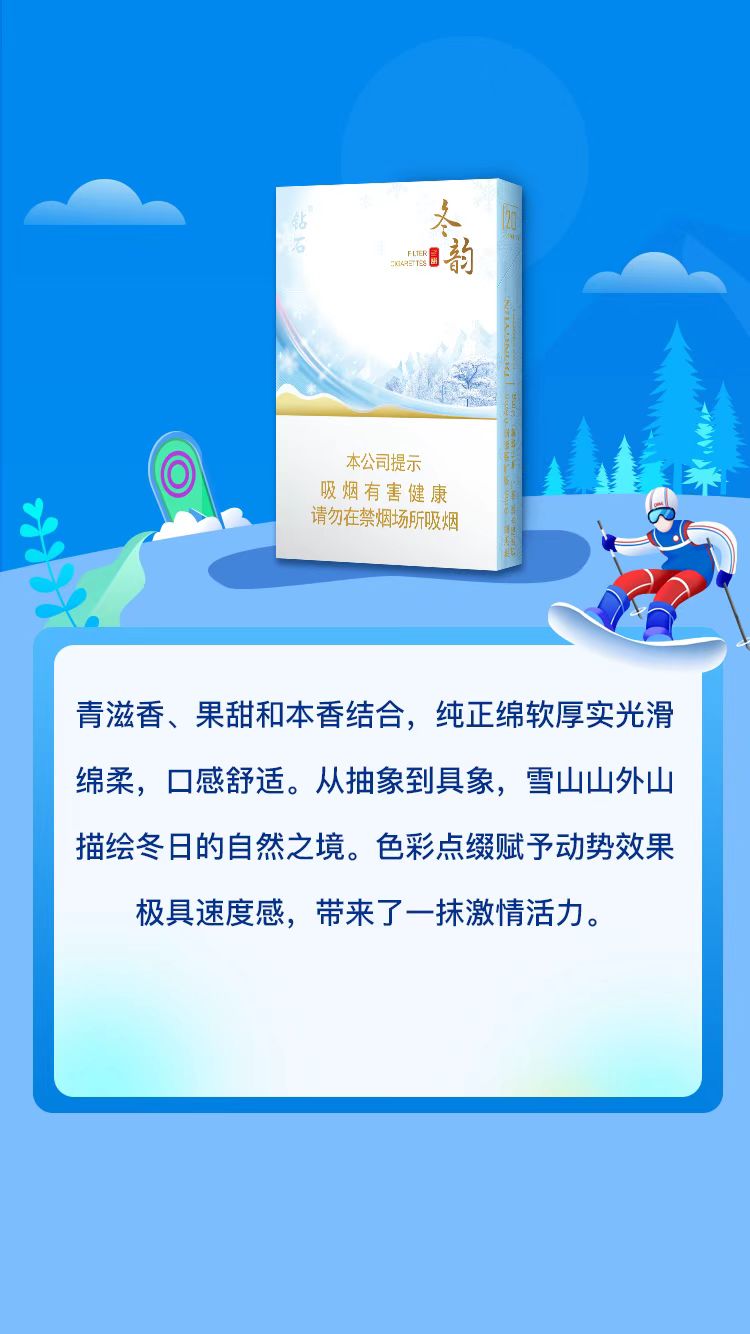 钻石
冬韵
FILTER
CIGARETTES
20
本公司提示
吸烟有害健康
请勿在禁烟场所吸烟
青滋香、果甜和本香结合，纯正绵软厚实光滑
绵柔，口感舒适。从抽象到具象，雪山山外山
描绘冬日的自然之境。色彩点缀赋予动势效果
极具速度感，带来了一抹激情活力。